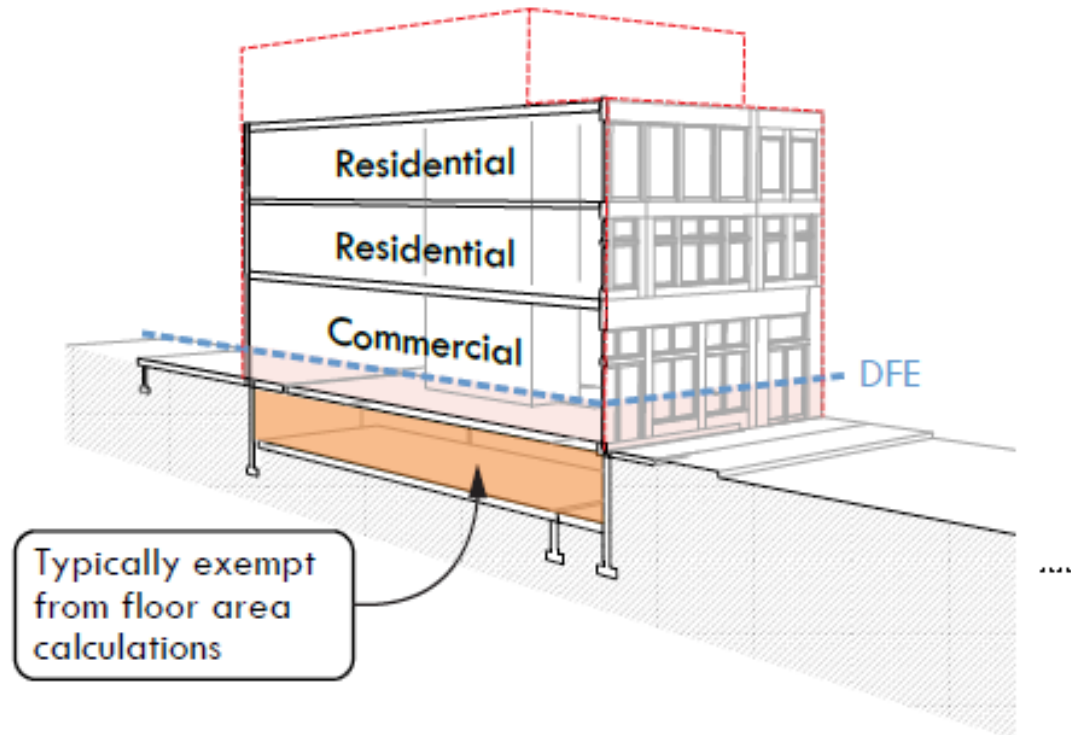 Residential
Residential
Commercial
DFE
Typically exempt
from floor area
calculations